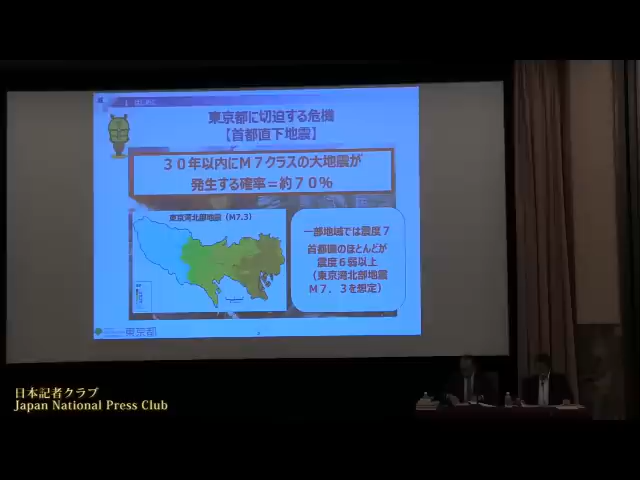 1 はじめに
東京都に切迫する危機
【首都直下地震】
３０年以内にＭ７クラスの大地震が
発生する確率＝約７０％
東京湾北部地震（M7.3）
一部地域では震度７
首都圏のほとんどが
震度６弱以上
（東京湾北部地震
Ｍ７．３を想定）
東京都
日本記者クラブ
Japan National Press Club